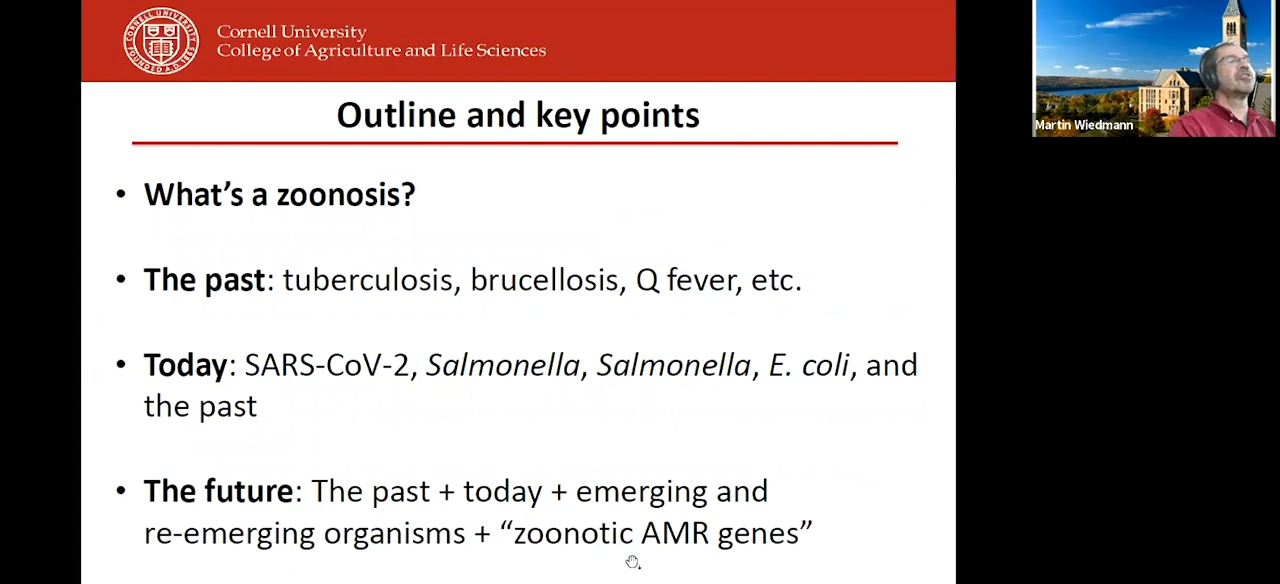 Cornell University
College of Agriculture and Life Sciences
Martin Wiedmann
Outline and key points
• What's a zoonosis?
• The past: tuberculosis, brucellosis, Q fever, etc.
• Today: SARS-CoV-2, Salmonella, Salmonella, E. coli, and
the past
• The future: The past + today + emerging and
re-emerging organisms + “zoonotic AMR genes”